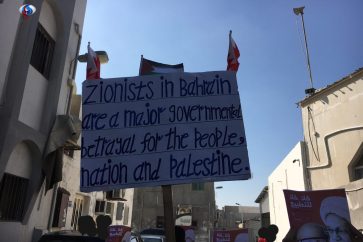 Zionists in Bahrain
are a major governmental
betrayal for the people,
nation and Palestine.